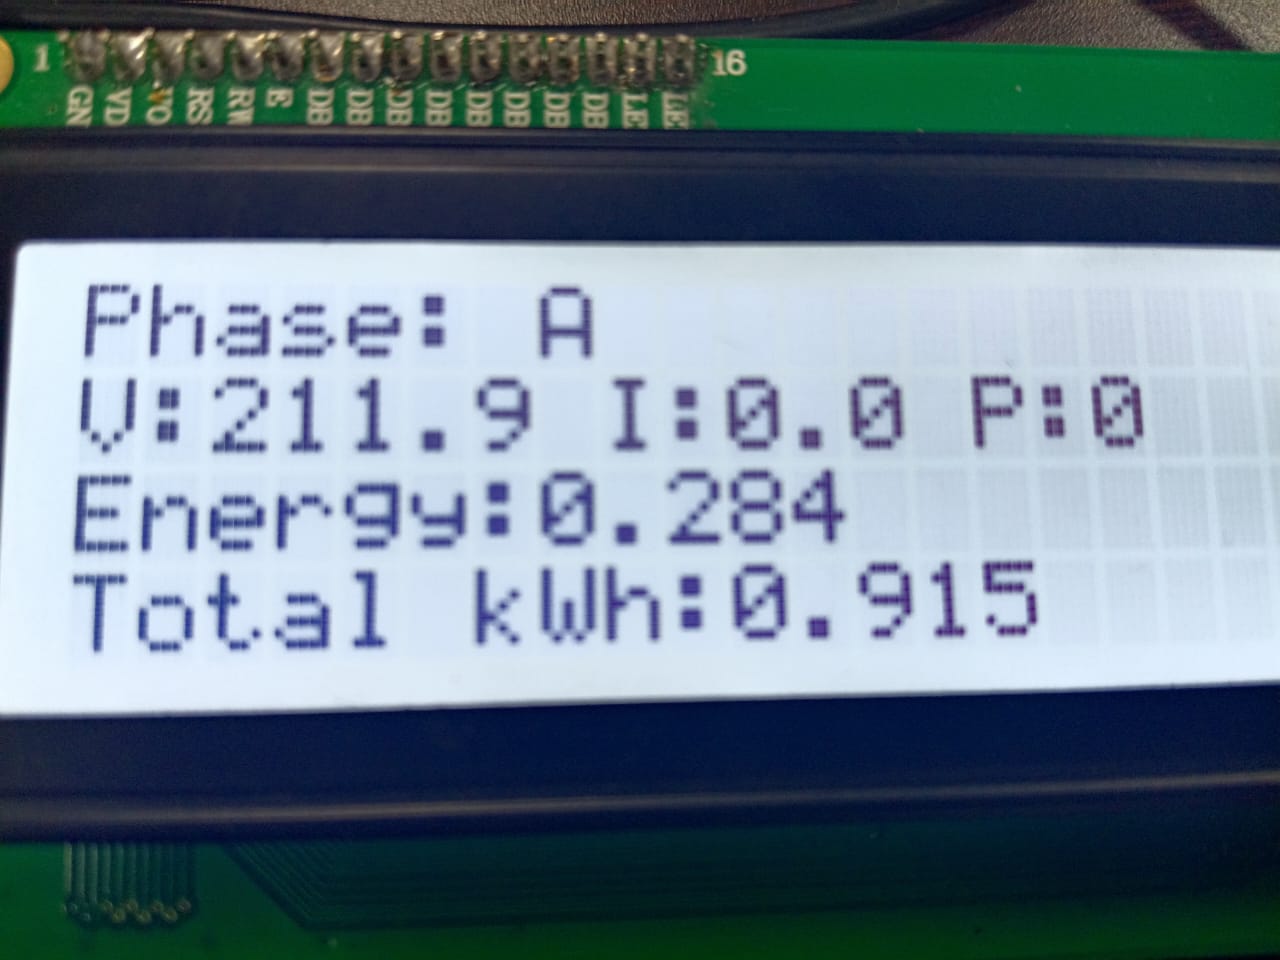 1 16
GN VD VO RS RW E DB DB DB DB DB DB DB DB LE LE
Phase: A
V:211.9 I:0.0 P:0
Energy:0.284
Total kWh:0.915